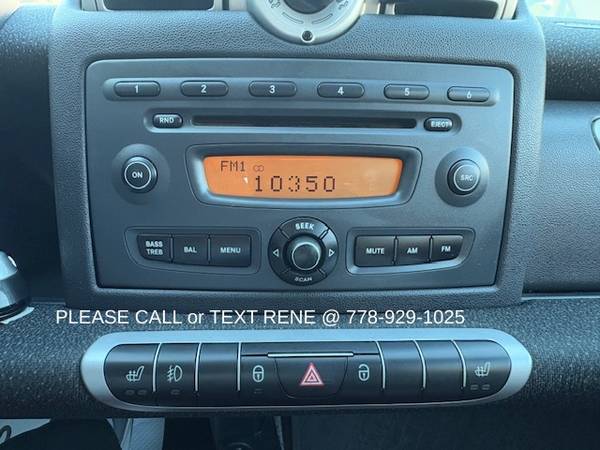 1 2 3 4 5 6
RND EJECT
FM1
10350
ON SRC
BASS TREB BAL MENU
SEEK
SCAN
MUTE AM FM
PLEASE CALL or TEXT RENE @ 778-929-1025